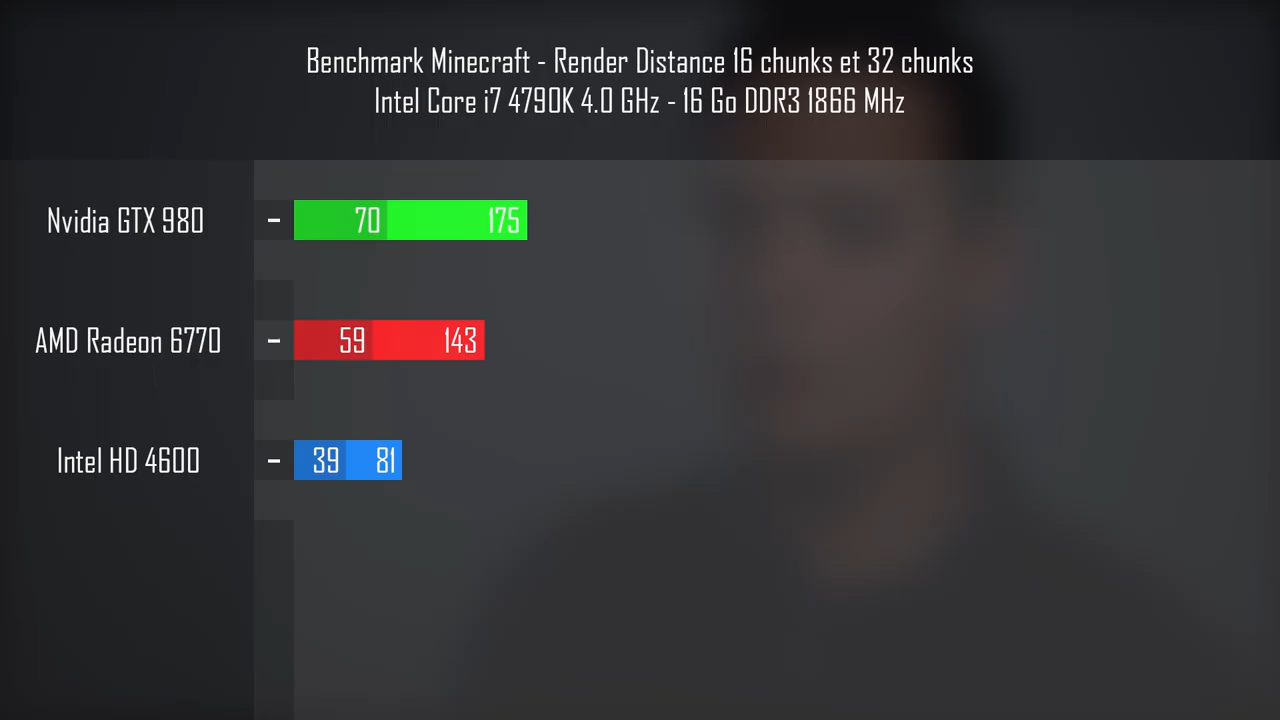 Benchmark Minecraft - Render Distance 16 chunks et 32 chunks
Intel Core i7 4790K 4.0 GHz - 16 Go DDR3 1866 MHz
Nvidia GTX 980 - 70 175
AMD Radeon 6770 - 59 143
Intel HD 4600 - 39 81